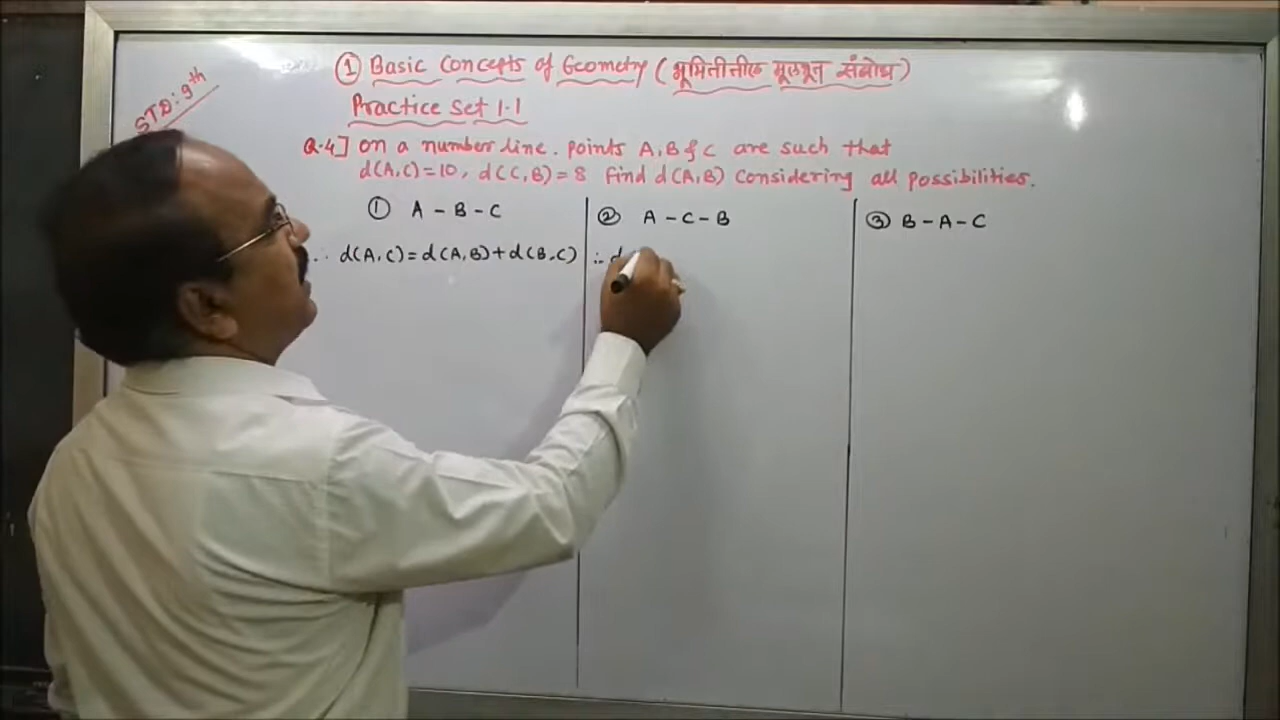 STD: 9th
① Basic Concepts of Geometry (भूमितीतील मूलभूत संबोध)
Practice Set 1.1
Q.4] On a number line. points A, B & C are such that
d(A,C)=10, d(C,B)=8 Find d(A,B) Considering all possibilities.
① A - B - C
∴ d(A,C)=d(A,B)+d(B,C)
② A - C - B
∴ d
③ B - A - C